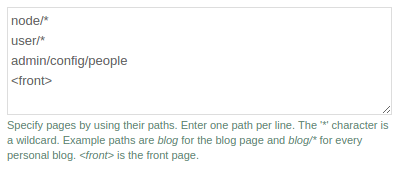 node/*
user/*
admin/config/people
<front>
Specify pages by using their paths. Enter one path per line. The '*' character is
a wildcard. Example paths are blog for the blog page and blog/* for every
personal blog. <front> is the front page.